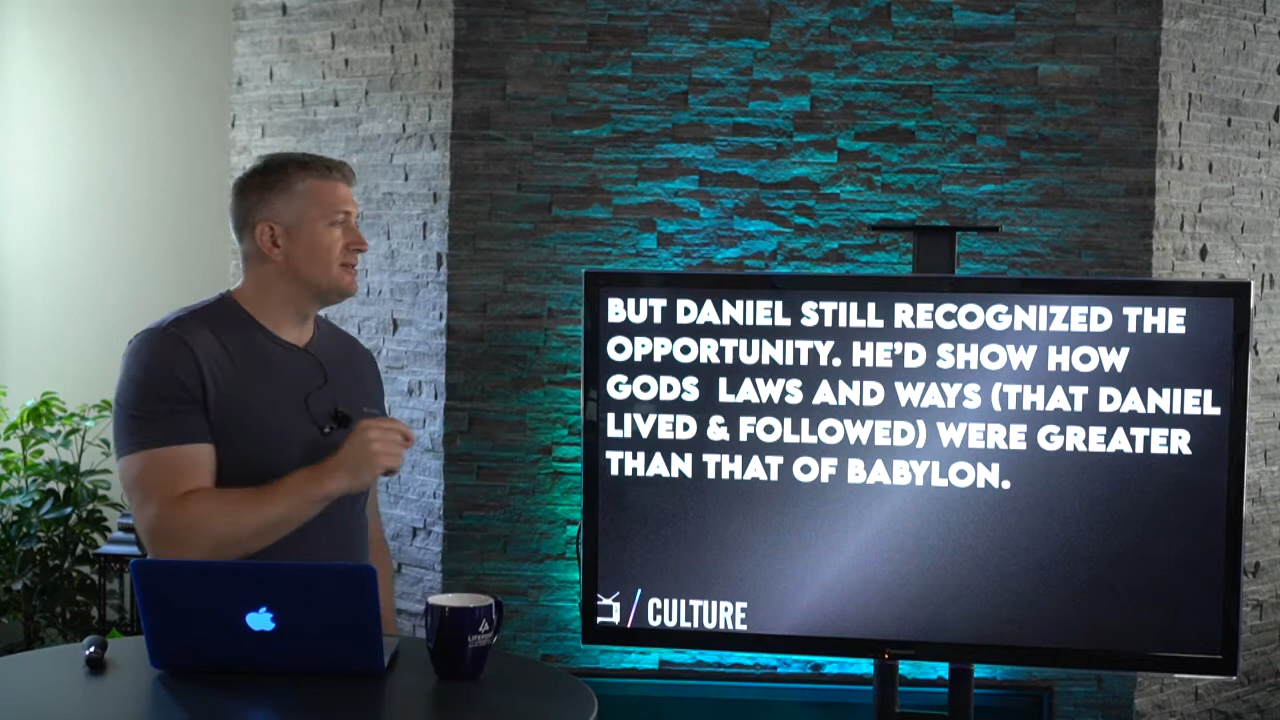 BUT DANIEL STILL RECOGNIZED THE
OPPORTUNITY. HE'D SHOW HOW
GODS LAWS AND WAYS (THAT DANIEL
LIVED & FOLLOWED) WERE GREATER
THAN THAT OF BABYLON.
/ CULTURE